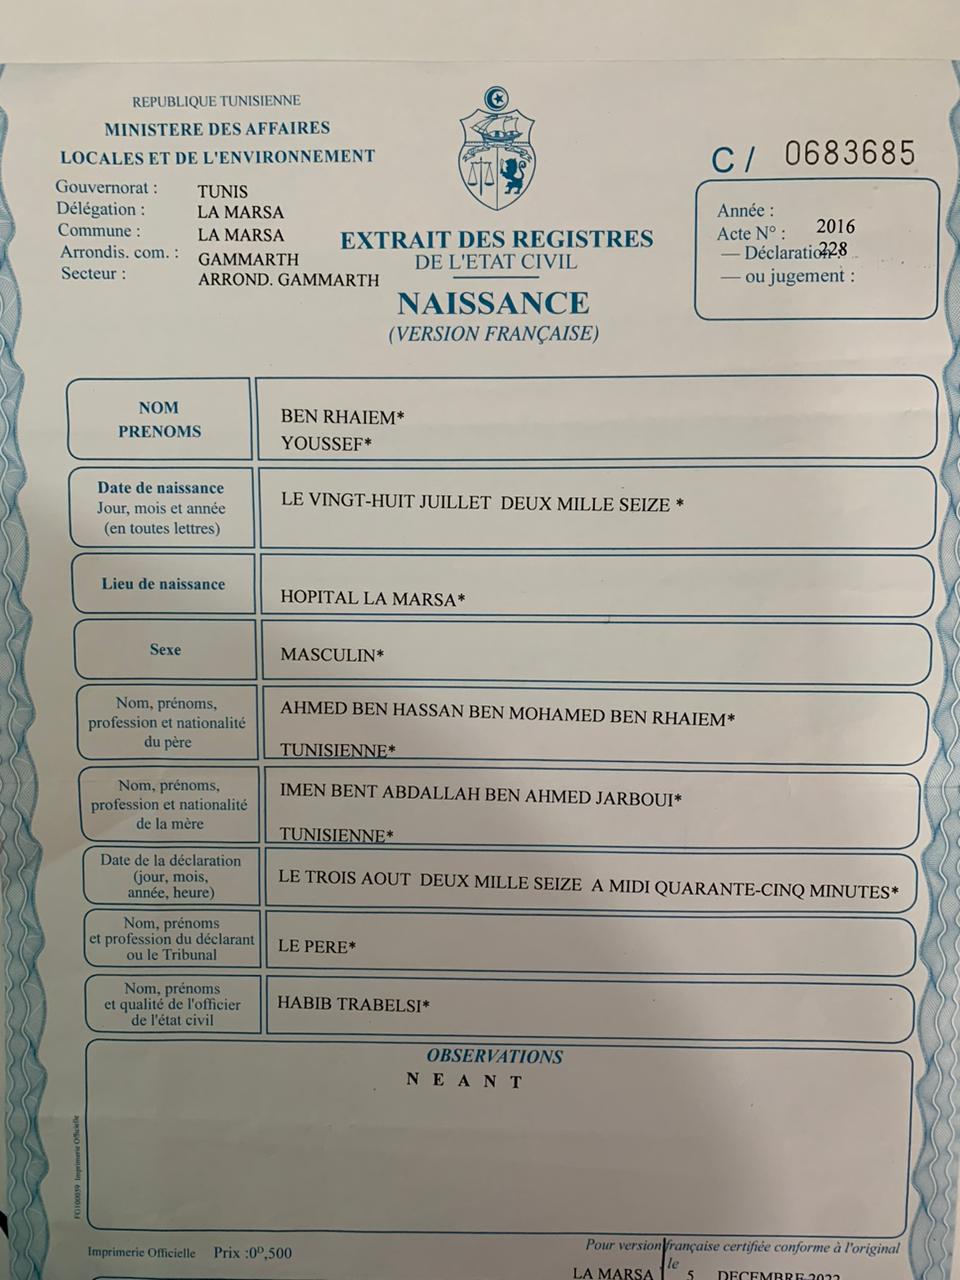 REPUBLIQUE TUNISIENNE
MINISTERE DES AFFAIRES
LOCALES ET DE L'ENVIRONNEMENT
Gouvernorat : TUNIS
Délégation : LA MARSA
Commune : LA MARSA
Arrondis. com. : GAMMARTH
Secteur : ARROND. GAMMARTH
EXTRAIT DES REGISTRES
DE L'ETAT CIVIL
NAISSANCE
(VERSION FRANÇAISE)
C / 0683685
Année : 2016
Acte N° : 228
— Déclaration :
— ou jugement :
NOM
PRENOMS
BEN RHAIEM*
YOUSSEF*
Date de naissance
Jour, mois et année
(en toutes lettres)
LE VINGT-HUIT JUILLET DEUX MILLE SEIZE *
Lieu de naissance
HOPITAL LA MARSA*
Sexe
MASCULIN*
Nom, prénoms,
profession et nationalité
du père
AHMED BEN HASSAN BEN MOHAMED BEN RHAIEM*
TUNISIENNE*
Nom, prénoms,
profession et nationalité
de la mère
IMEN BENT ABDALLAH BEN AHMED JARBOUI*
TUNISIENNE*
Date de la déclaration
(jour, mois,
année, heure)
LE TROIS AOUT DEUX MILLE SEIZE A MIDI QUARANTE-CINQ MINUTES*
Nom, prénoms
et profession du déclarant
ou le Tribunal
LE PERE*
Nom, prénoms
et qualité de l'officier
de l'état civil
HABIB TRABELSI*
OBSERVATIONS
N E A N T
FG100039 Imprimerie Officielle
Imprimerie Officielle Prix :0ᴰ,500
Pour version française certifiée conforme à l'original
LA MARSA le 5 DECEMBRE 2022